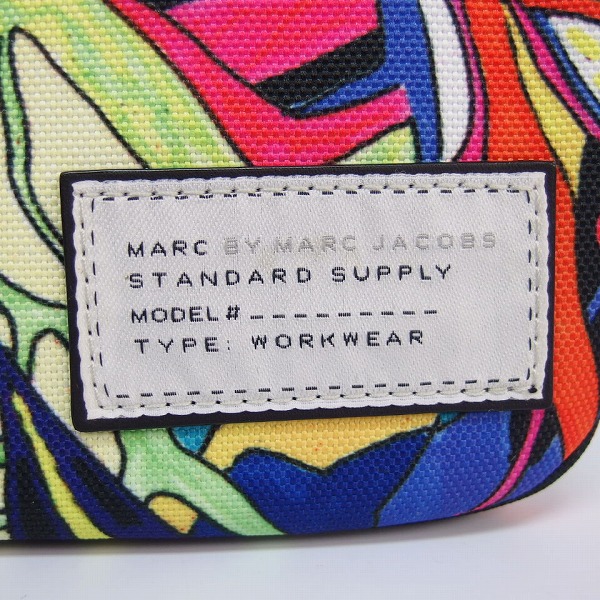 MARC BY MARC JACOBS
STANDARD SUPPLY
MODEL # _ _ _ _ _ _ _ _ _
TYPE: WORKWEAR